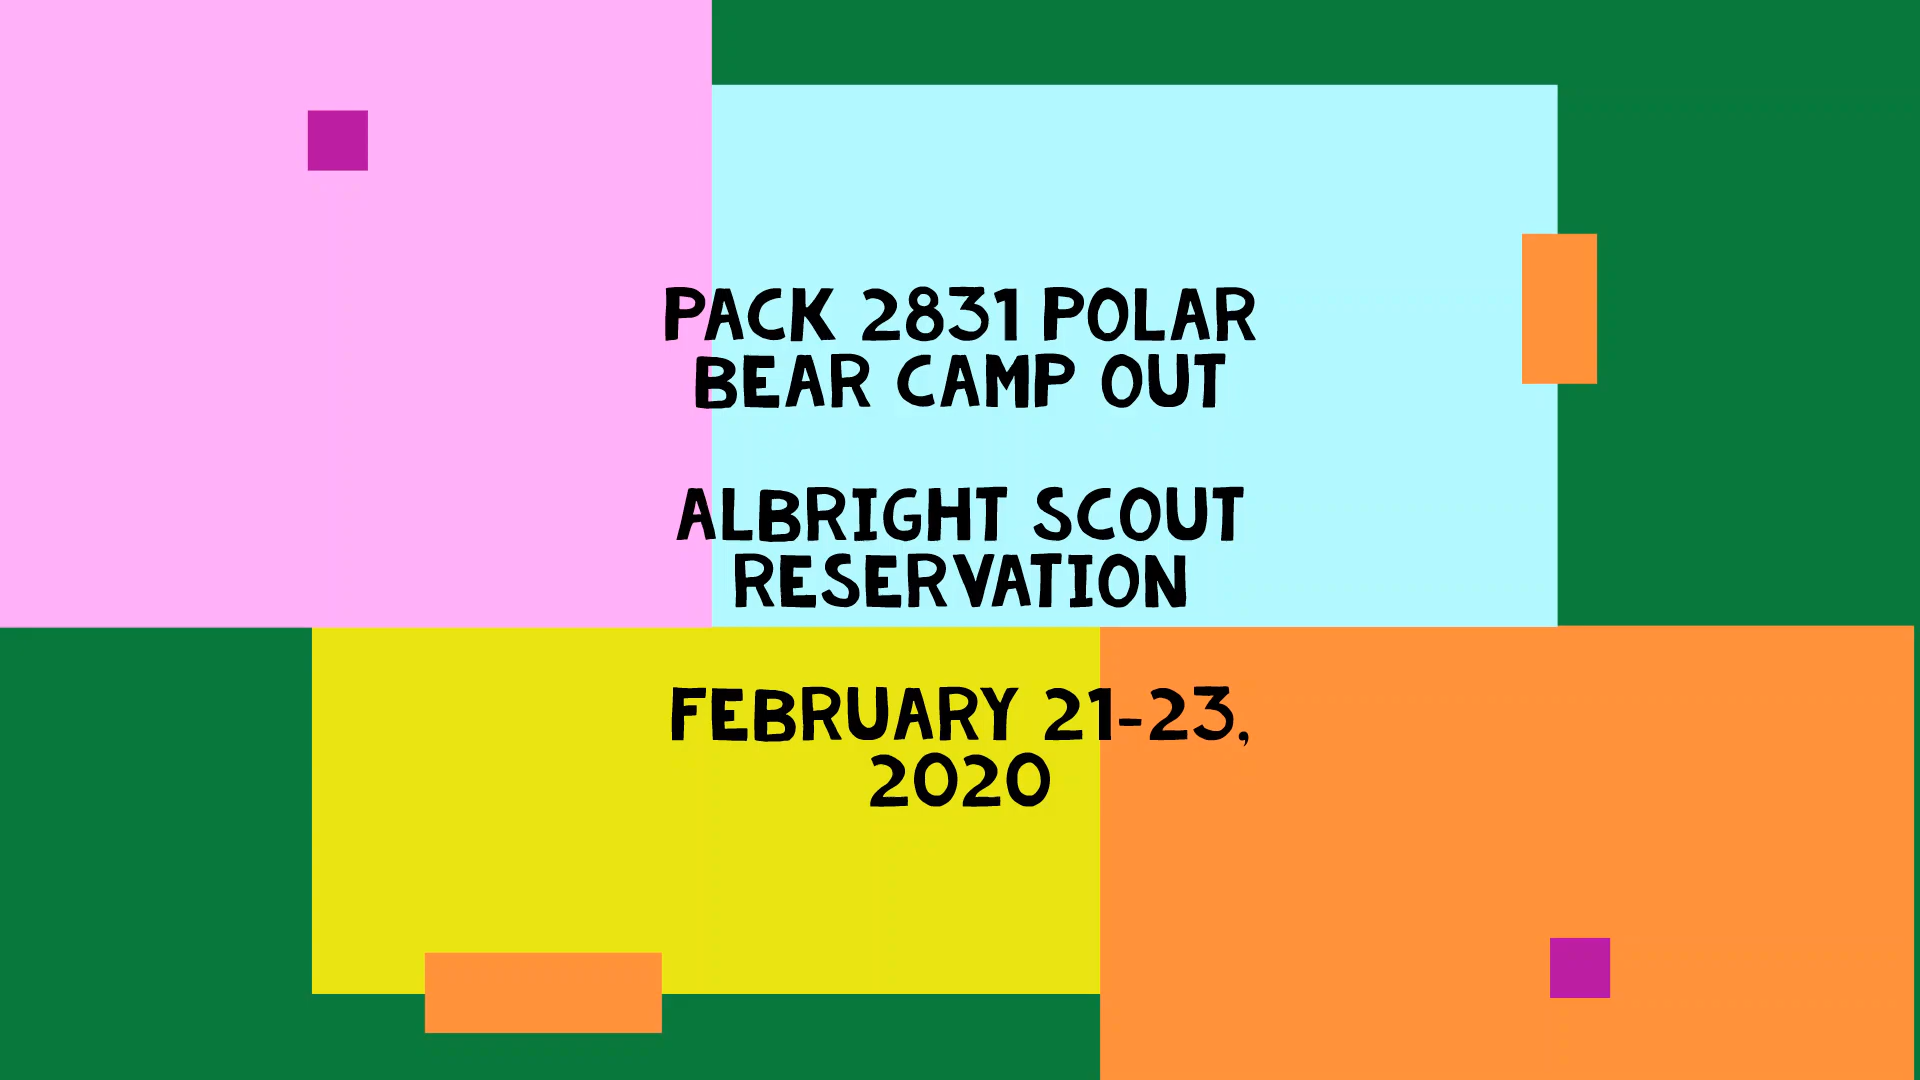 PACK 2831 POLAR
BEAR CAMP OUT
ALBRIGHT SCOUT
RESERVATION
FEBRUARY 21-23,
2020